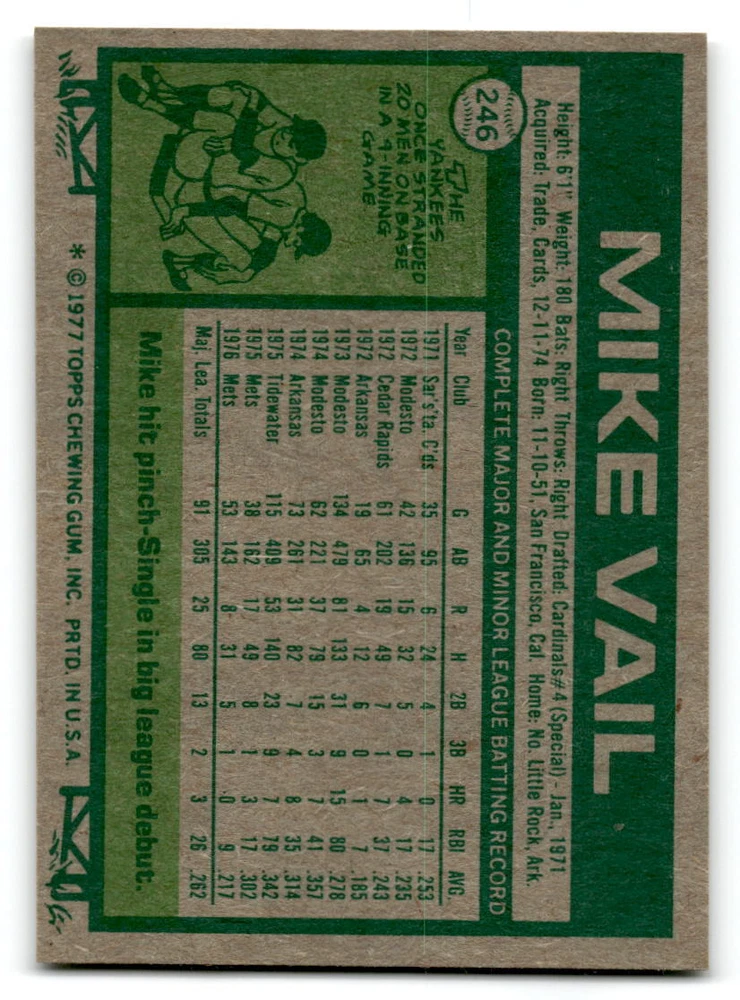 246
MIKE VAIL
Height: 6'1" Weight: 180 Bats: Right Throws: Right Drafted: Cardinals #4 (Special) - Jan., 1971
Acquired: Trade, Cards, 12-11-74 Born: 11-10-51, San Francisco, Cal. Home: No. Little Rock, Ark.
COMPLETE MAJOR AND MINOR LEAGUE BATTING RECORD
Year Club G AB R H 2B 3B HR RBI AVG.
1971 Sar's'ta. C'ds 35 95 6 24 4 1 0 17 .253
1972 Modesto 42 136 15 32 5 0 4 17 .235
1972 Cedar Rapids 61 202 19 49 7 1 7 37 .243
1972 Arkansas 19 65 4 12 6 0 1 7 .185
1973 Modesto 134 479 81 133 31 9 15 80 .278
1974 Modesto 62 221 37 79 15 3 7 41 .357
1974 Arkansas 73 261 31 82 7 4 8 35 .314
1975 Tidewater 115 409 53 140 23 9 7 79 .342
1975 Mets 38 162 17 49 8 1 3 17 .302
1976 Mets 53 143 8 31 5 1 0 9 .217
Maj. Lea. Totals 91 305 25 80 13 2 3 26 .262
THE
YANKEES
ONCE STRANDED
20 MEN ON BASE
IN A 9-INNING
GAME
Mike hit pinch-Single in big league debut.
* © 1977 TOPPS CHEWING GUM, INC. PRTD. IN U.S.A.